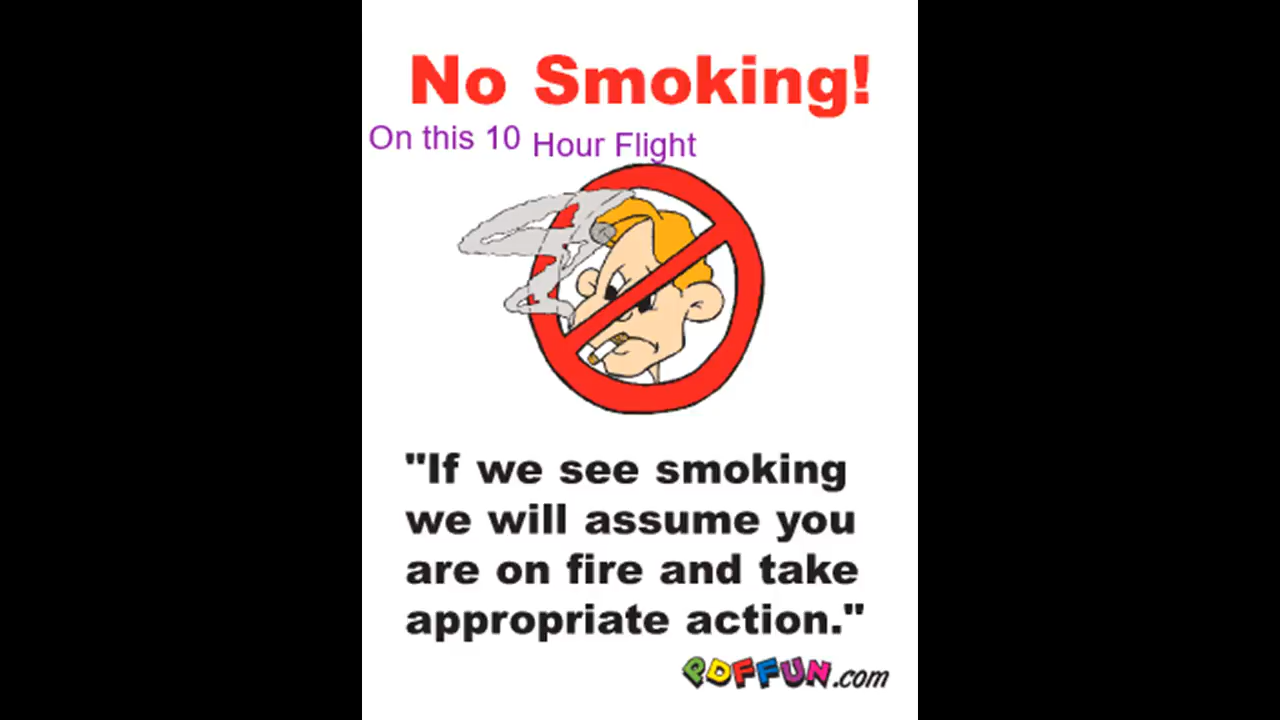 No Smoking!
On this 10 Hour Flight
"If we see smoking
we will assume you
are on fire and take
appropriate action."
PDFFUN.com